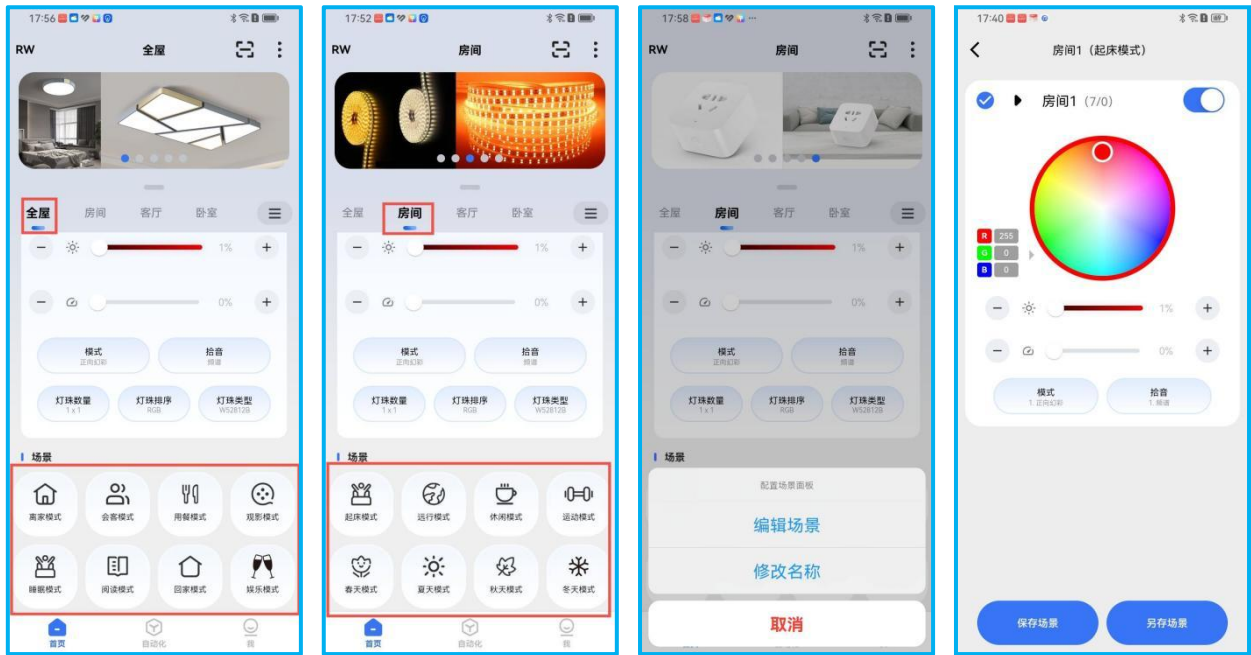 17:56
RW 全屋
全屋 房间 客厅 卧室
1%
0%
模式 拾音
正向幻彩 频谱
灯珠数量 灯珠排序 灯珠类型
1 x 1 RGB WS2812B
场景
离家模式 会客模式 用餐模式 观影模式
睡眠模式 阅读模式 回家模式 娱乐模式
首页 自动化 我
17:52
RW 房间
全屋 房间 客厅 卧室
1%
0%
模式 拾音
正向幻彩 频谱
灯珠数量 灯珠排序 灯珠类型
1 x 1 RGB WS2812B
场景
起床模式 远行模式 休闲模式 运动模式
春天模式 夏天模式 秋天模式 冬天模式
首页 自动化 我
17:58
RW 房间
全屋 房间 客厅 卧室
1%
0%
模式 拾音
正向幻彩 频谱
灯珠数量 灯珠排序 灯珠类型
1 x 1 RGB WS2812B
场景
配置场景面板
编辑场景
修改名称
取消
17:40
房间1（起床模式）
房间1 (7/0)
R 255
G 0
B 0
1%
0%
模式 拾音
1. 正向幻彩 1. 频谱
保存场景 另存场景